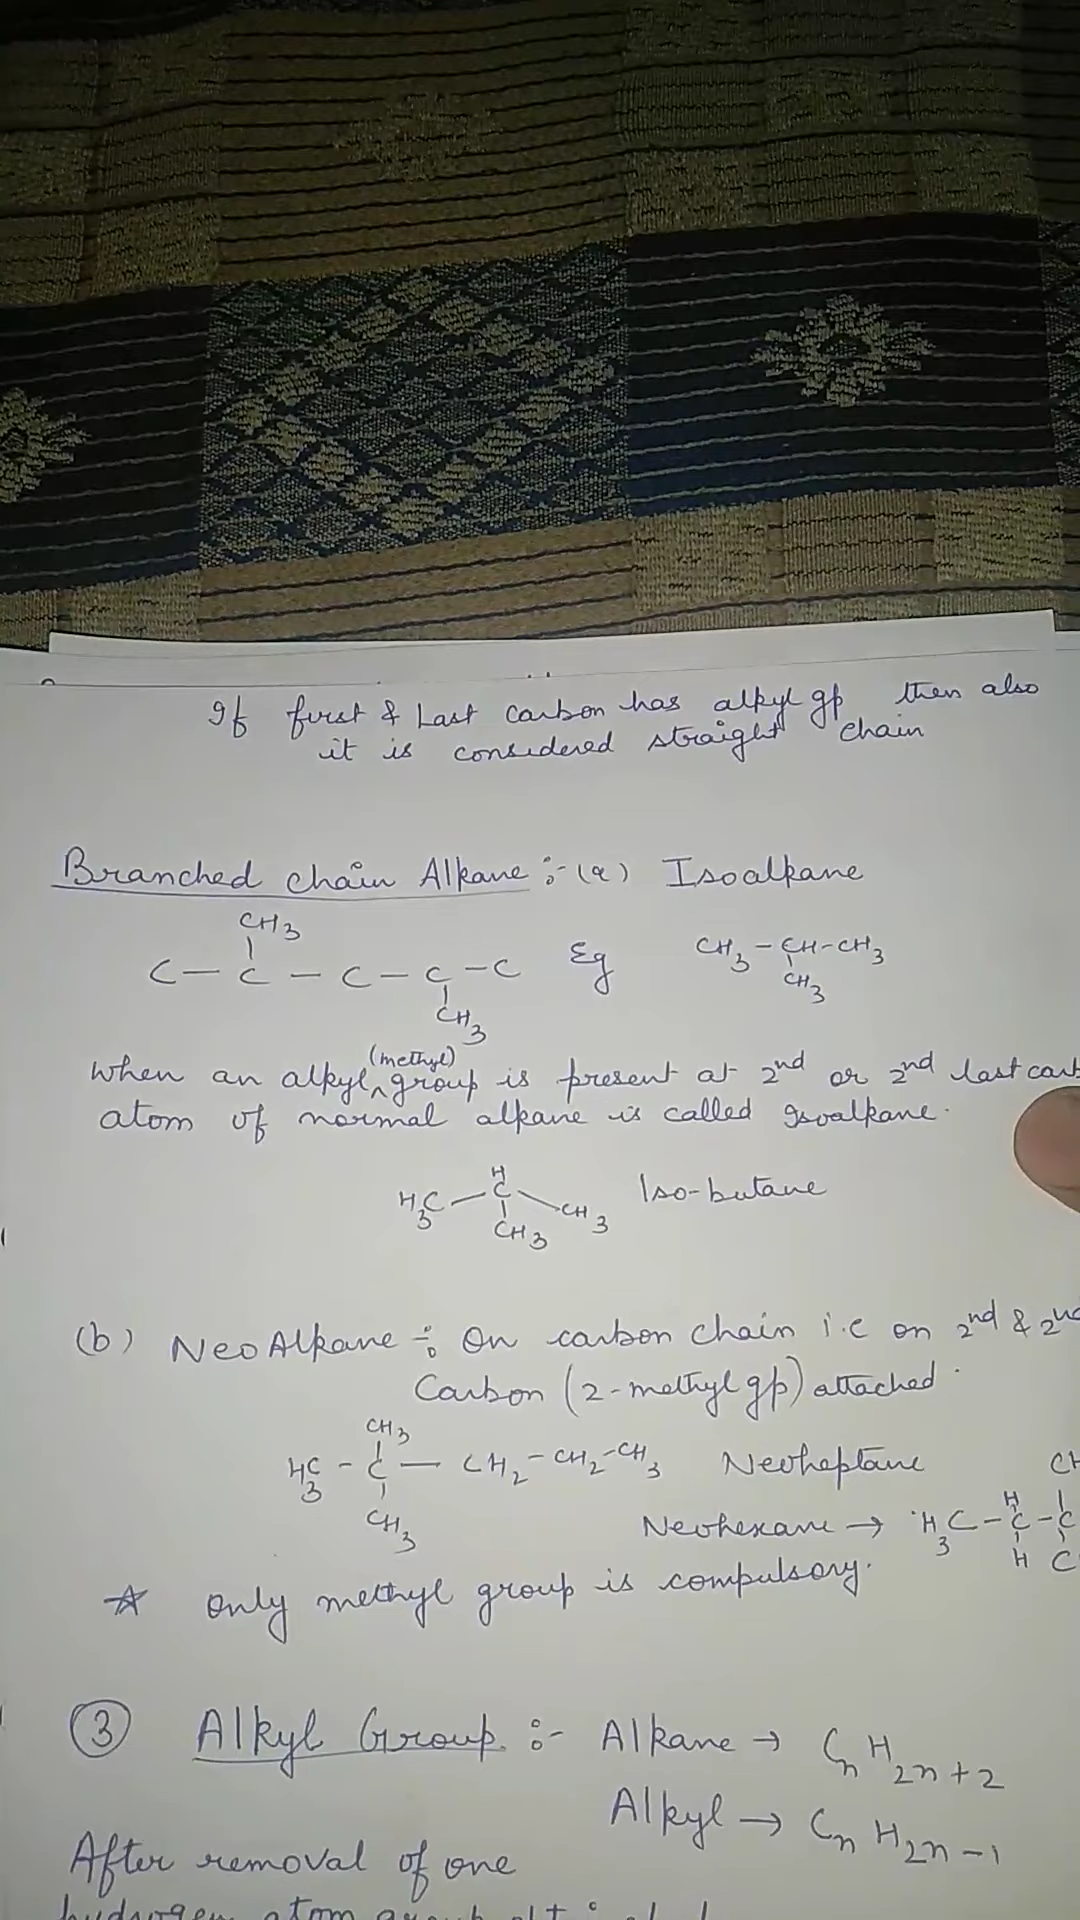 If first & Last carbon has alkyl gp then also
it is considered straight chain
Branched chain Alkane :- (a) Isoalkane
CH3
C - C - C - C - C Eg CH3 - CH - CH3
CH3 CH3
When an alkyl (methyl) group is present at 2nd or 2nd last
atom of normal alkane is called Isoalkane.
H
H3C - C - CH3 Iso-butane
CH3
(b) NeoAlkane :- On carbon chain i.e on 2nd & 2nd
Carbon (2-methyl gp) attached.
CH3
H3C - C - CH2 - CH2 - CH3 Neoheptane
CH3
H
Neohexane → H3C - C - C
H
☆ Only methyl group is compulsory.
③ Alkyl Group :- Alkane → CnH2n+2
Alkyl → CnH2n-1
After removal of one